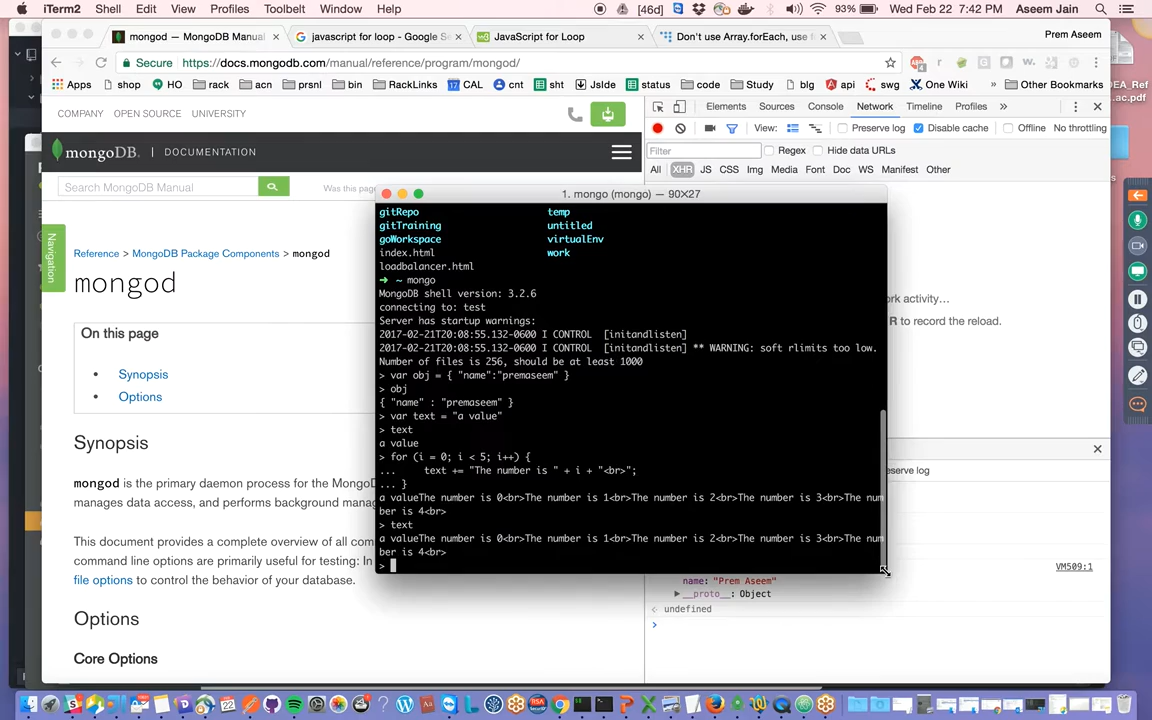 iTerm2 Shell Edit View Profiles Toolbelt Window Help [46d] 93% Wed Feb 22 7:42 PM Aseem Jain
mongod — MongoDB Manual javascript for loop - Google Se JavaScript for Loop Don't use Array.forEach, use f Prem Aseem
Secure https://docs.mongodb.com/manual/reference/program/mongod/
Apps shop HO rack acn prsnl bin RackLinks CAL cnt sht JsIde status code Study blg api swg One Wiki Other Bookmarks
COMPANY OPEN SOURCE UNIVERSITY
mongoDB. | DOCUMENTATION
Search MongoDB Manual Was this page
Navigation
Reference > MongoDB Package Components > mongod
mongod
On this page
• Synopsis
• Options
Synopsis
mongod is the primary daemon process for the MongoD
manages data access, and performs background manag
This document provides a complete overview of all com
command line options are primarily useful for testing: In
file options to control the behavior of your database.
Options
Core Options
Elements Sources Console Network Timeline Profiles »
View: Preserve log Disable cache Offline No throttling
Filter Regex Hide data URLs
All XHR JS CSS Img Media Font Doc WS Manifest Other
rk activity…
R to record the reload.
eserve log
VM509:1
name: "Prem Aseem"
__proto__: Object
undefined
1. mongo (mongo) — 90×27
gitRepo temp
gitTraining untitled
goWorkspace virtualEnv
index.html work
loadbalancer.html
➜ ~ mongo
MongoDB shell version: 3.2.6
connecting to: test
Server has startup warnings:
2017-02-21T20:08:55.132-0600 I CONTROL [initandlisten]
2017-02-21T20:08:55.132-0600 I CONTROL [initandlisten] ** WARNING: soft rlimits too low.
Number of files is 256, should be at least 1000
> var obj = { "name":"premaseem" }
> obj
{ "name" : "premaseem" }
> var text = "a value"
> text
a value
> for (i = 0; i < 5; i++) {
... text += "The number is " + i + "<br>";
... }
a valueThe number is 0<br>The number is 1<br>The number is 2<br>The number is 3<br>The num
ber is 4<br>
> text
a valueThe number is 0<br>The number is 1<br>The number is 2<br>The number is 3<br>The num
ber is 4<br>
>
EA_Ref
.ac.pdf